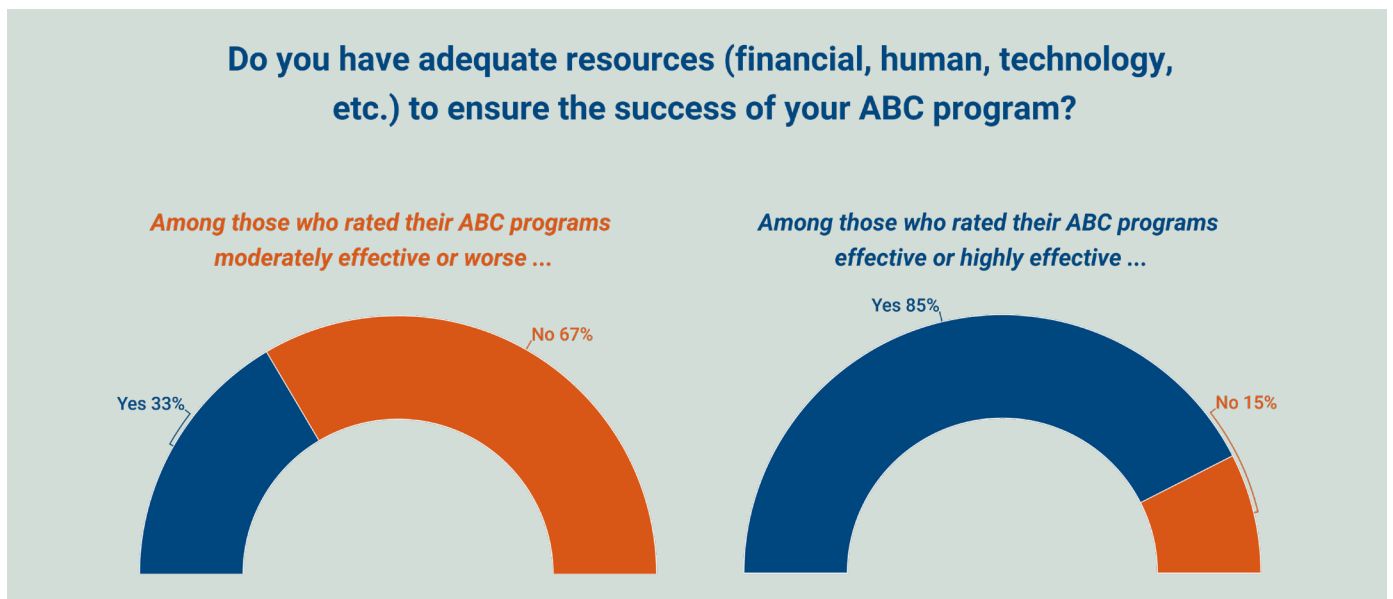 Do you have adequate resources (financial, human, technology,
etc.) to ensure the success of your ABC program?
Among those who rated their ABC programs
moderately effective or worse ...
Yes 33%
No 67%
Among those who rated their ABC programs
effective or highly effective ...
Yes 85%
No 15%